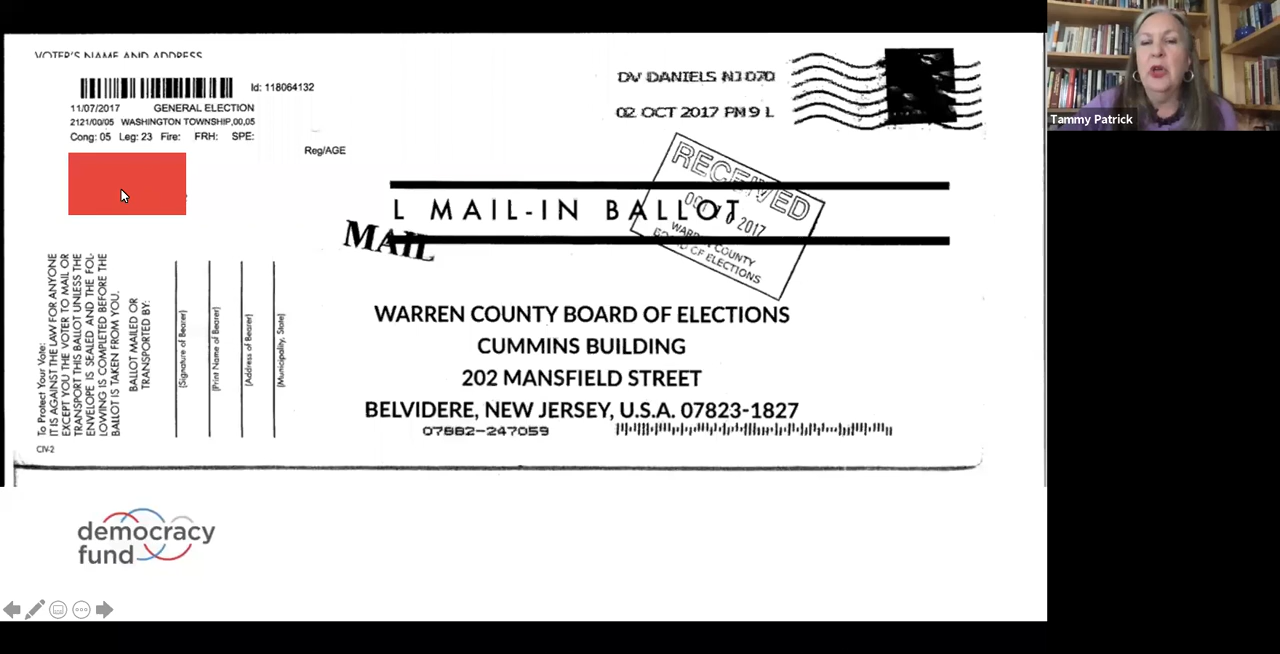 VOTER'S NAME AND ADDRESS
Id: 118064132
11/07/2017 GENERAL ELECTION
2121/00/05 WASHINGTON TOWNSHIP,00,05
Cong: 05 Leg: 23 Fire: FRH: SPE:
Reg/AGE
DV DANIELS NJ 070
02 OCT 2017 PM 9 L
RECEIVED
2017
WARREN COUNTY
BOARD OF ELECTIONS
L MAIL-IN BALLOT
MAIL
WARREN COUNTY BOARD OF ELECTIONS
CUMMINS BUILDING
202 MANSFIELD STREET
BELVIDERE, NEW JERSEY, U.S.A. 07823-1827
07882-247059
To Protect Your Vote:
IT IS AGAINST THE LAW FOR ANYONE
EXCEPT YOU THE VOTER TO MAIL OR
TRANSPORT THIS BALLOT UNLESS THE
ENVELOPE IS SEALED AND THE FOL-
LOWING IS COMPLETED BEFORE THE
BALLOT IS TAKEN FROM YOU.
BALLOT MAILED OR
TRANSPORTED BY:
(Signature of Bearer)
(Print Name of Bearer)
(Address of Bearer)
(Municipality, State)
CIV-2
democracy
fund
Tammy Patrick